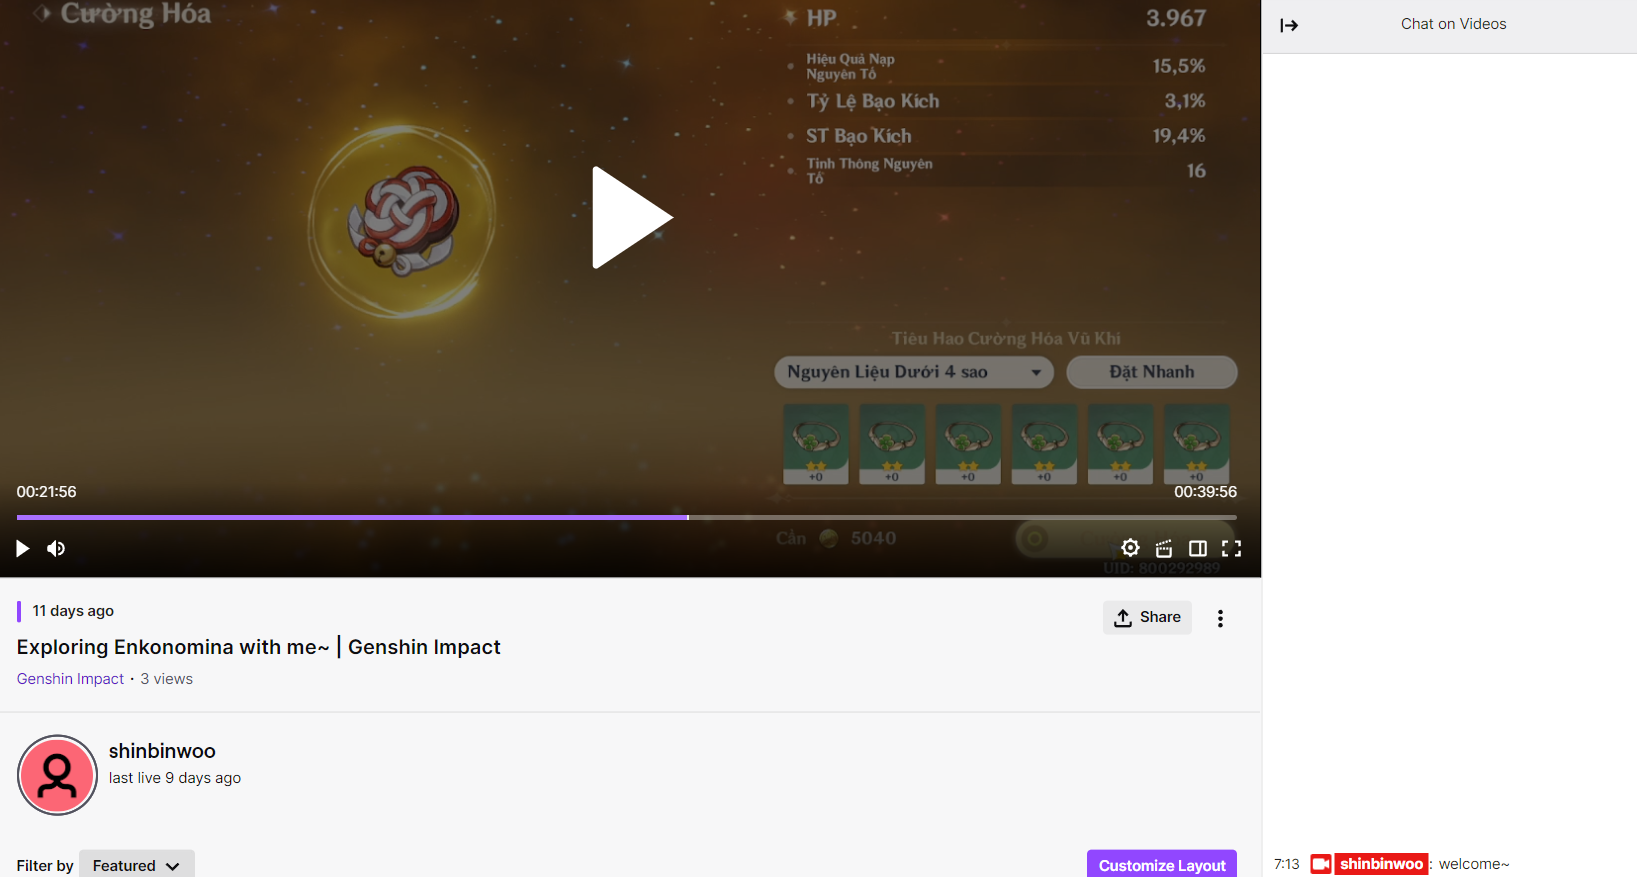 Cường Hóa
HP 3.967
Hiệu Quả Nạp
Nguyên Tố 15,5%
Tỷ Lệ Bạo Kích 3,1%
ST Bạo Kích 19,4%
Tinh Thông Nguyên
Tố 16
Tiêu Hao Cường Hóa Vũ Khí
Nguyên Liệu Dưới 4 sao
Đặt Nhanh
+0 +0 +0 +0 +0 +0
00:21:56
00:39:56
Cần 5040
UID: 800292989
11 days ago
Share
Exploring Enkonomina with me~ | Genshin Impact
Genshin Impact · 3 views
shinbinwoo
last live 9 days ago
Filter by Featured
Customize Layout
Chat on Videos
7:13 shinbinwoo: welcome~